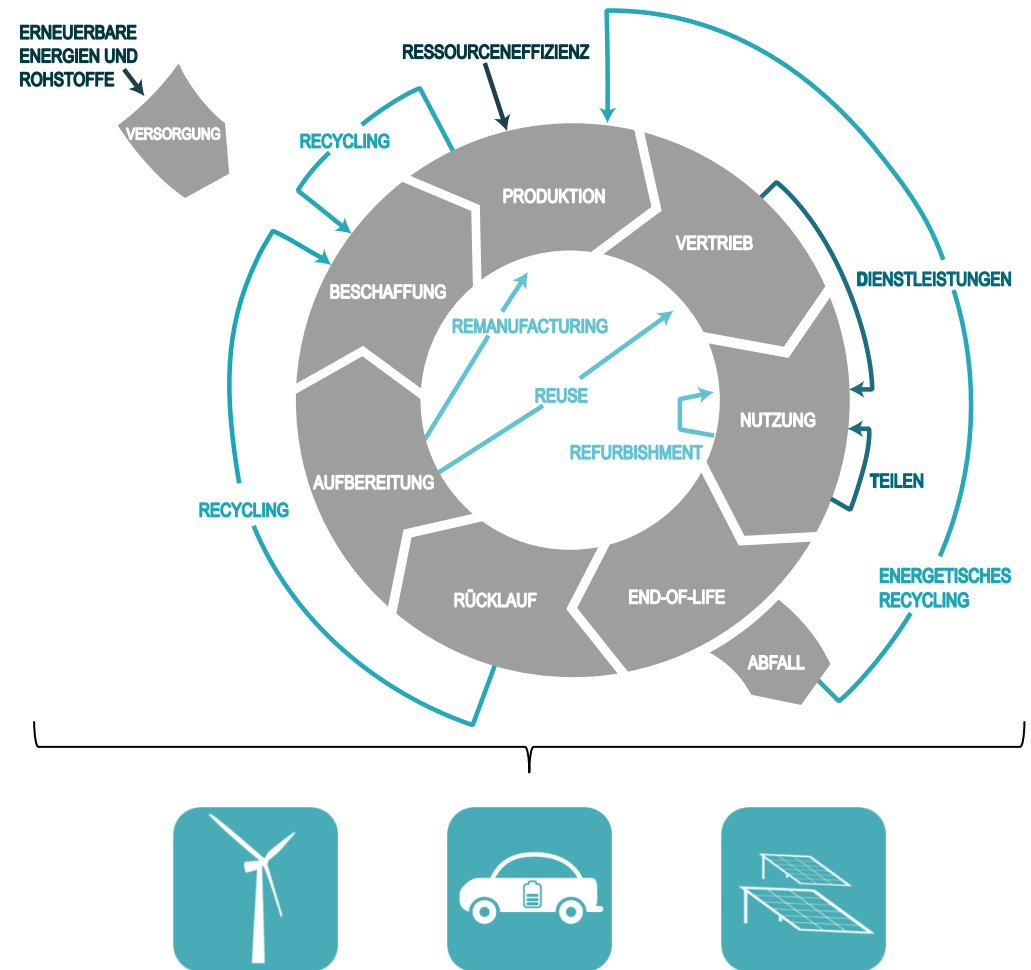 ERNEUERBARE
ENERGIEN UND
ROHSTOFFE
VERSORGUNG
RESSOURCENEFFIZIENZ
RECYCLING
PRODUKTION
VERTRIEB
BESCHAFFUNG
DIENSTLEISTUNGEN
REMANUFACTURING
REUSE
NUTZUNG
REFURBISHMENT
AUFBEREITUNG
TEILEN
RECYCLING
ENERGETISCHES
RECYCLING
RÜCKLAUF
END-OF-LIFE
ABFALL